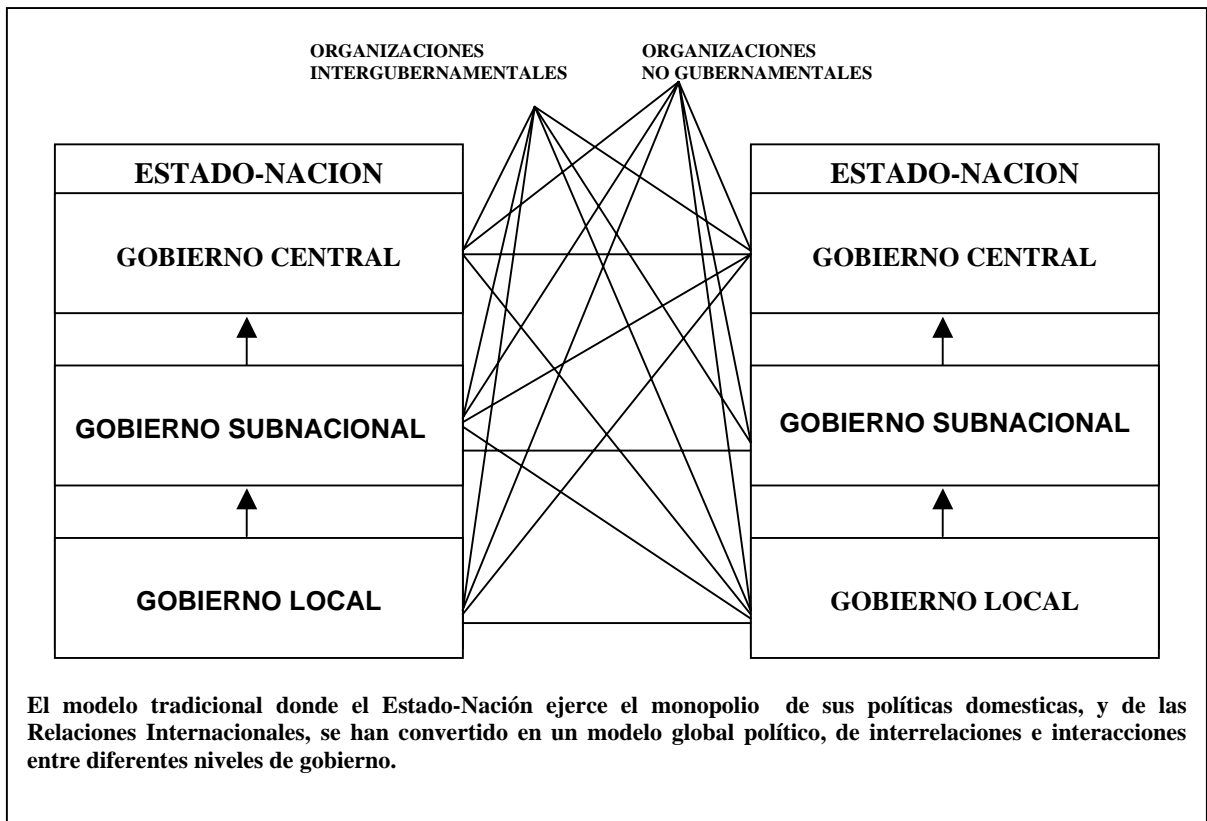 ORGANIZACIONES
INTERGUBERNAMENTALES
ORGANIZACIONES
NO GUBERNAMENTALES
ESTADO-NACION
GOBIERNO CENTRAL
GOBIERNO SUBNACIONAL
GOBIERNO LOCAL
ESTADO-NACION
GOBIERNO CENTRAL
GOBIERNO SUBNACIONAL
GOBIERNO LOCAL
El modelo tradicional donde el Estado-Nación ejerce el monopolio de sus políticas domesticas, y de las
Relaciones Internacionales, se han convertido en un modelo global político, de interrelaciones e interacciones
entre diferentes niveles de gobierno.